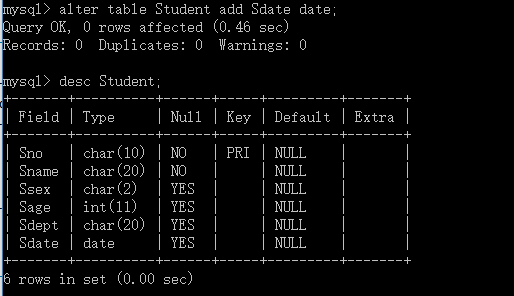 mysql> alter table Student add Sdate date;
Query OK, 0 rows affected (0.46 sec)
Records: 0  Duplicates: 0  Warnings: 0

mysql> desc Student;
+--------+----------+------+-----+---------+-------+
| Field  | Type     | Null | Key | Default | Extra |
+--------+----------+------+-----+---------+-------+
| Sno    | char(10) | NO   | PRI | NULL    |       |
| Sname  | char(20) | NO   |     | NULL    |       |
| Ssex   | char(2)  | YES  |     | NULL    |       |
| Sage   | int(11)  | YES  |     | NULL    |       |
| Sdept  | char(20) | YES  |     | NULL    |       |
| Sdate  | date     | YES  |     | NULL    |       |
+--------+----------+------+-----+---------+-------+
6 rows in set (0.00 sec)